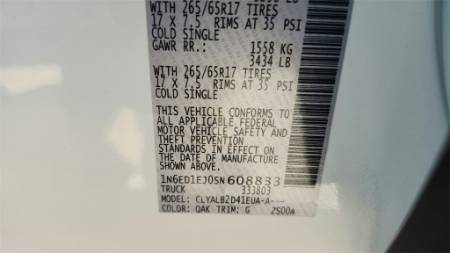 WITH 265/65R17 TIRES
17 X 7.5 RIMS AT 35 PSI
COLD SINGLE
GAWR RR.: 1558 KG
3434 LB
WITH 265/65R17 TIRES
17 X 7.5 RIMS AT 35 PSI
COLD SINGLE
THIS VEHICLE CONFORMS TO
ALL APPLICABLE FEDERAL
MOTOR VEHICLE SAFETY AND
THEFT PREVENTION
STANDARDS IN EFFECT ON
THE DATE OF MANUFACTURE
SHOWN ABOVE.
1N6ED1EJ0SN608833
TRUCK 333803
MODEL: CLYALB2D41EUA-A---
COLOR: QAK TRIM: G 2500A